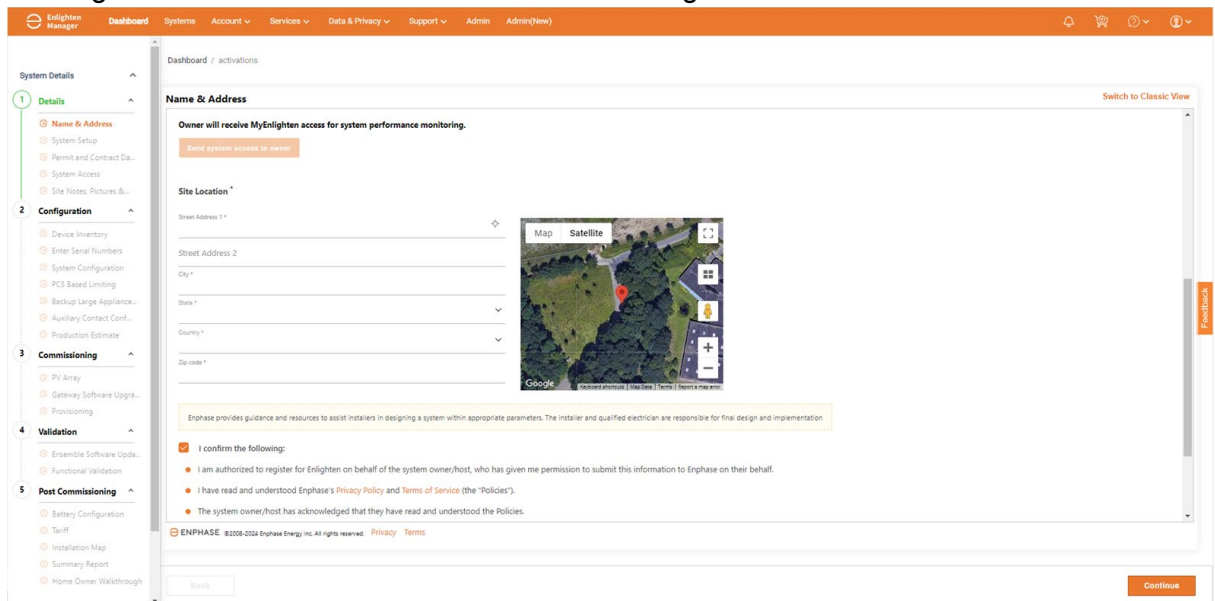 Enlighten Manager
Dashboard Systems Account Services Data & Privacy Support Admin Admin(New)
System Details
1 Details
Name & Address
System Setup
Permit and Contract Da...
System Access
Site Notes, Pictures &...
2 Configuration
Device Inventory
Enter Serial Numbers
System Configuration
PCS Based Limiting
Backup Large Appliance...
Auxiliary Contact Conf...
Production Estimate
3 Commissioning
PV Array
Gateway Software Upgra...
Provisioning
4 Validation
Ensemble Software Upda...
Functional Validation
5 Post Commissioning
Battery Configuration
Tariff
Installation Map
Summary Report
Home Owner Walkthrough
Dashboard / activations
Name & Address
Switch to Classic View
Owner will receive MyEnlighten access for system performance monitoring.
Send system access to owner
Site Location *
Street Address 1 *
Street Address 2
City *
State *
Country *
Zip code *
Map Satellite
Google
Keyboard shortcuts Map Data Terms Report a map error
Enphase provides guidance and resources to assist installers in designing a system within appropriate parameters. The installer and qualified electrician are responsible for final design and implementation
I confirm the following:
I am authorized to register for Enlighten on behalf of the system owner/host, who has given me permission to submit this information to Enphase on their behalf.
I have read and understood Enphase's Privacy Policy and Terms of Service (the "Policies").
The system owner/host has acknowledged that they have read and understood the Policies.
ENPHASE ©2008-2024 Enphase Energy Inc. All rights reserved. Privacy Terms
Back
Continue
Feedback